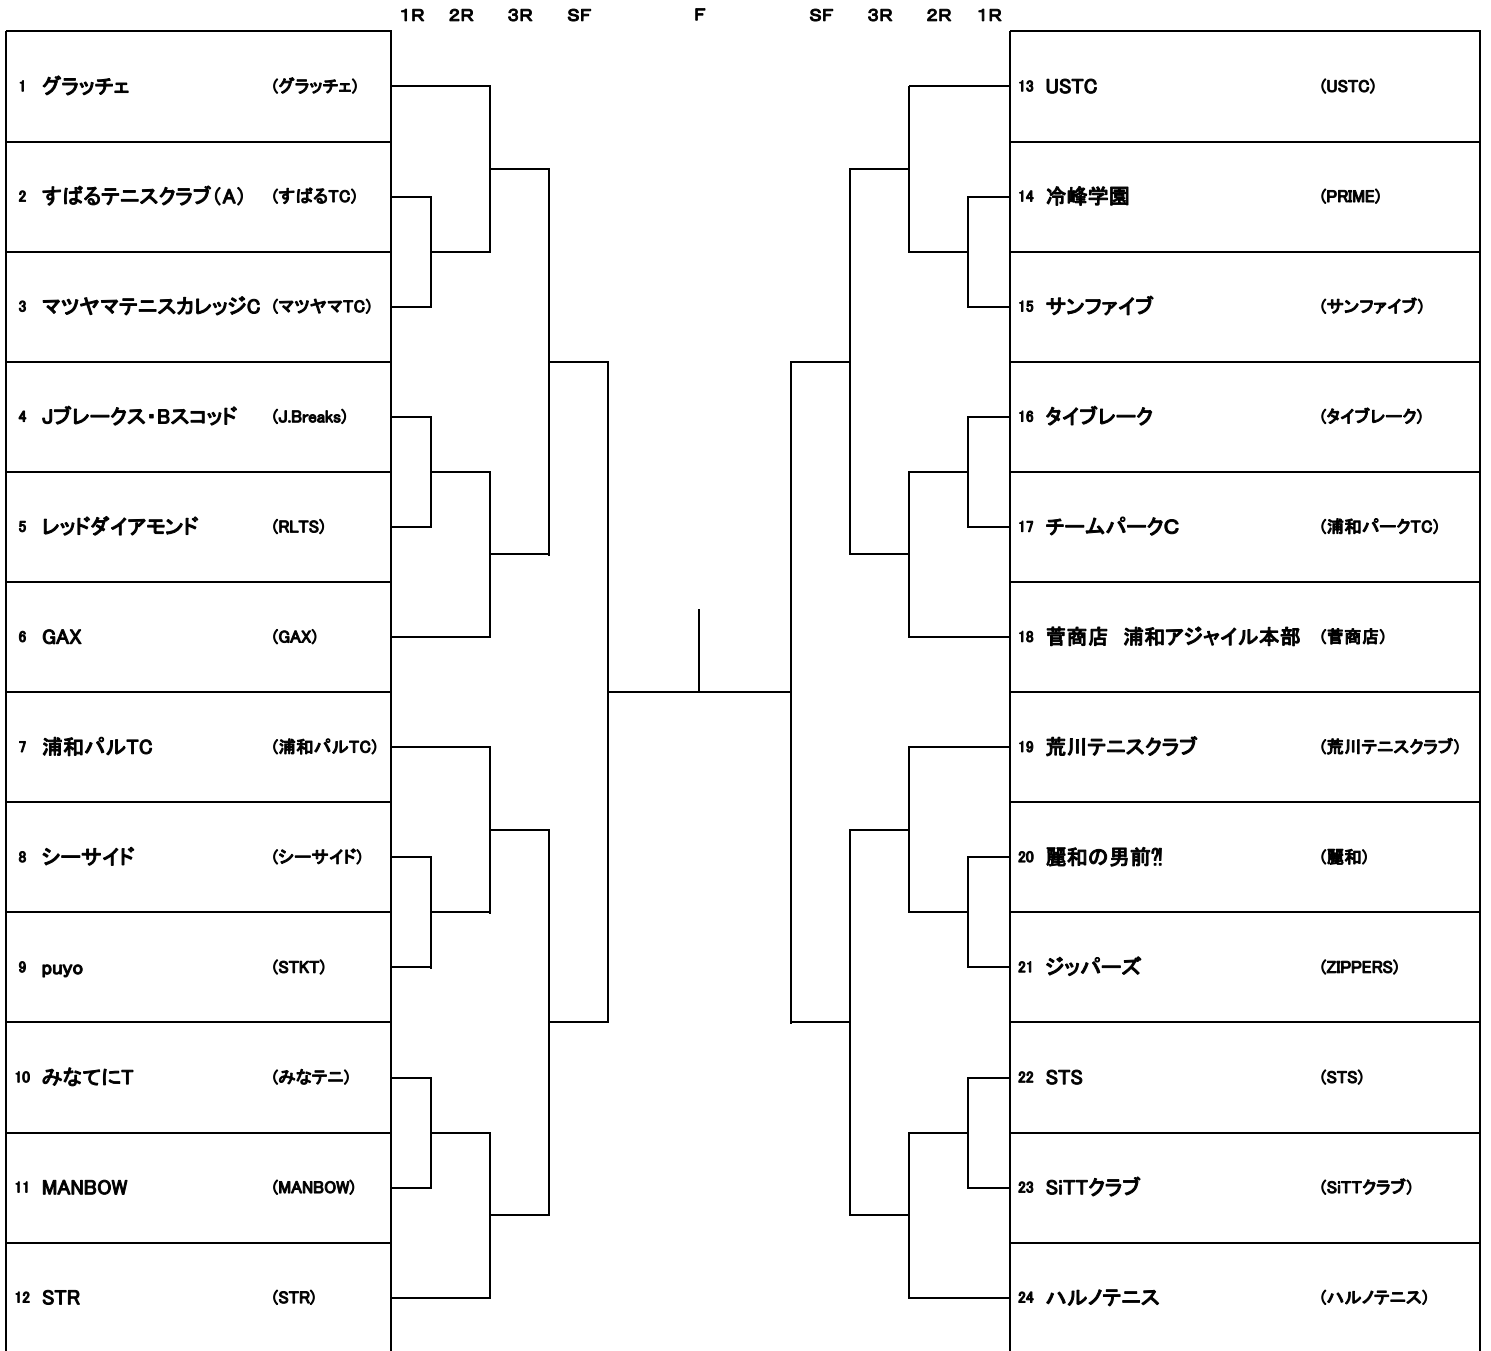 1R 2R 3R SF F SF 3R 2R 1R
1 グラッチェ (グラッチェ)
2 すばるテニスクラブ(A) (すばるTC)
3 マツヤマテニスカレッジC (マツヤマTC)
4 Jブレークス・Bスコッド (J.Breaks)
5 レッドダイアモンド (RLTS)
6 GAX (GAX)
7 浦和パルTC (浦和パルTC)
8 シーサイド (シーサイド)
9 puyo (STKT)
10 みなてにT (みなテニ)
11 MANBOW (MANBOW)
12 STR (STR)
13 USTC (USTC)
14 冷峰学園 (PRIME)
15 サンファイブ (サンファイブ)
16 タイブレーク (タイブレーク)
17 チームパークC (浦和パークTC)
18 菅商店　浦和アジャイル本部 (菅商店)
19 荒川テニスクラブ (荒川テニスクラブ)
20 麗和の男前⁈ (麗和)
21 ジッパーズ (ZIPPERS)
22 STS (STS)
23 SiTTクラブ (SiTTクラブ)
24 ハルノテニス (ハルノテニス)